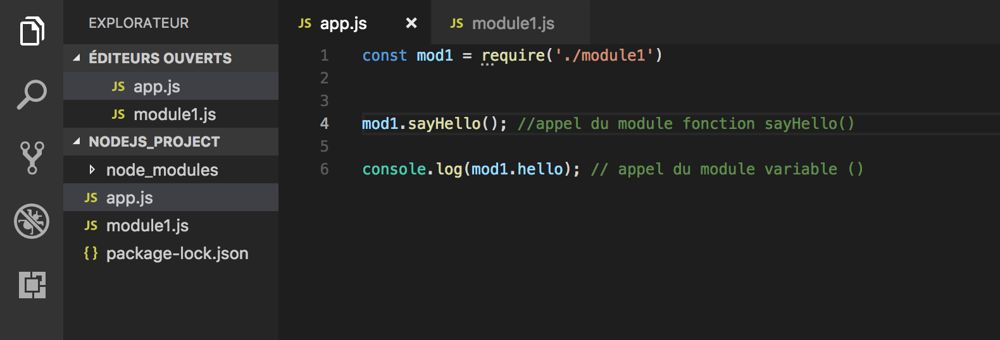 EXPLORATEUR
ÉDITEURS OUVERTS
JS app.js
JS module1.js
NODEJS_PROJECT
node_modules
JS app.js
JS module1.js
{ } package-lock.json
JS app.js × JS module1.js
1 const mod1 = require('./module1')
2
3
4 mod1.sayHello(); //appel du module fonction sayHello()
5
6 console.log(mod1.hello); // appel du module variable ()